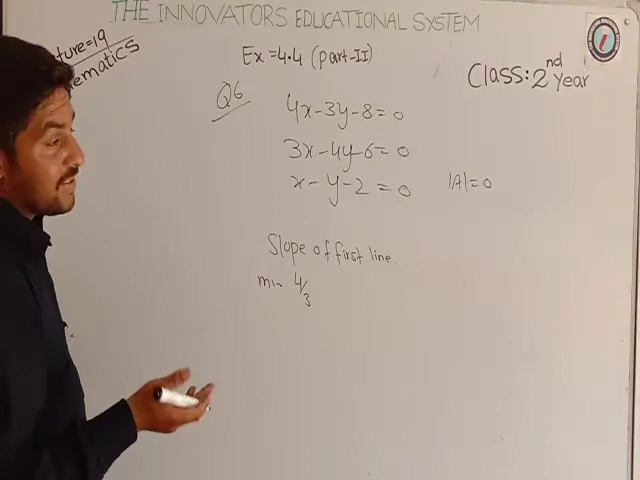 THE INNOVATORS EDUCATIONAL SYSTEM
ture=19
ematics
Ex=4.4 (part-II)
Class: 2nd year
Q6
4x-3y-8=0
3x-4y-6=0
x-y-2=0 |A|=0
Slope of first line.
m1= 4/3